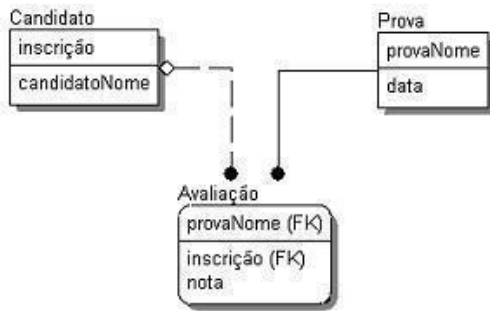 Candidato
inscrição
candidatoNome
Prova
provaNome
data
Avaliação
provaNome (FK)
inscrição (FK)
nota